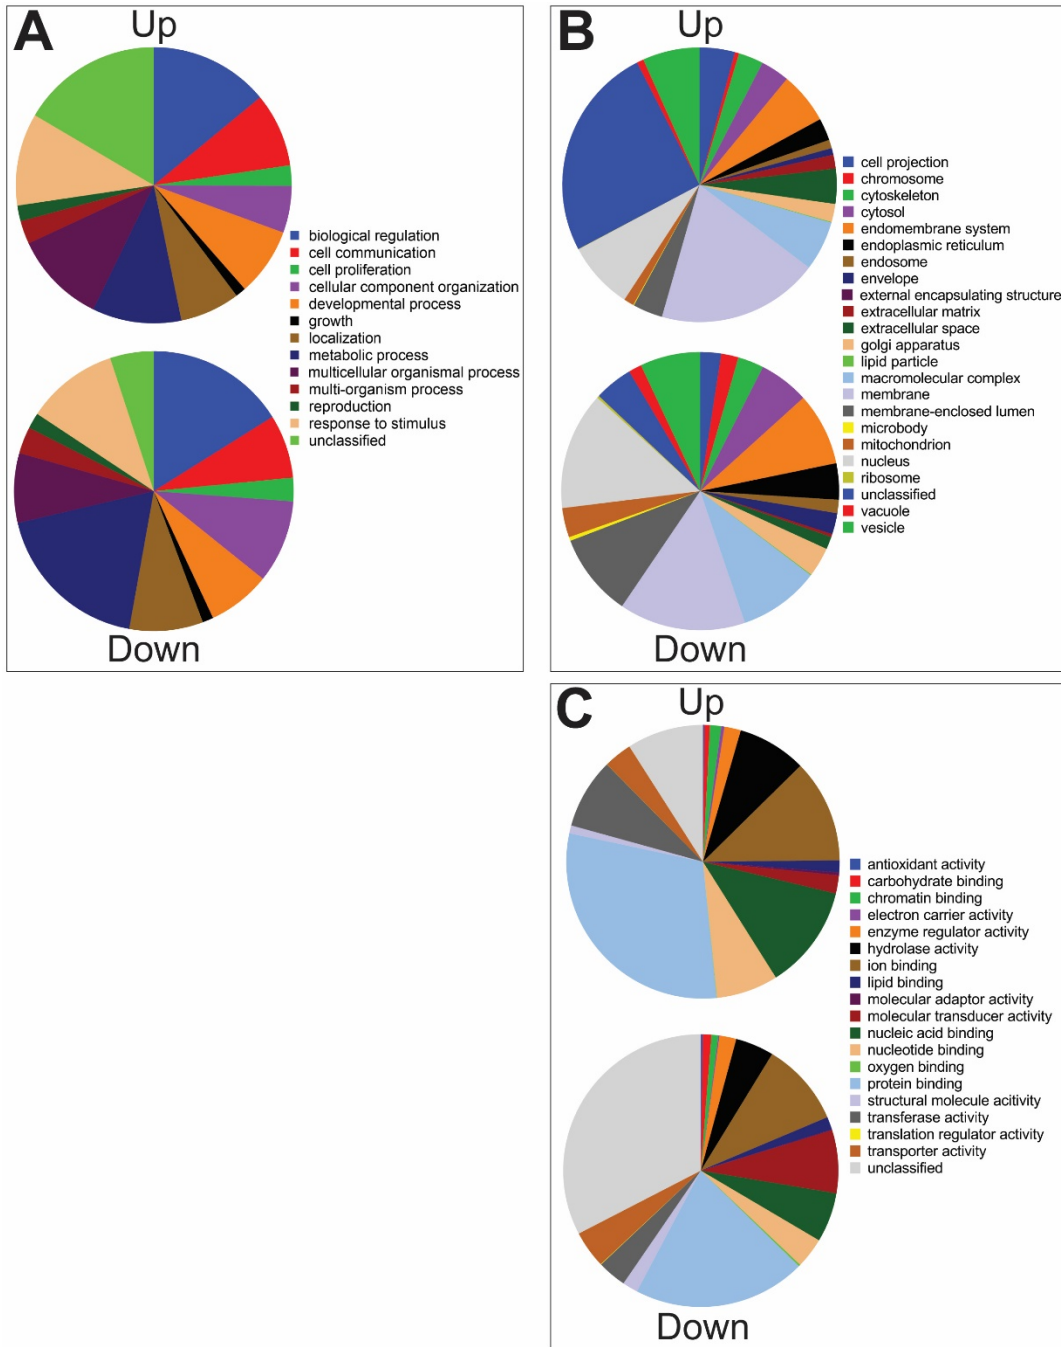 A
Up
biological regulation
cell communication
cell proliferation
cellular component organization
developmental process
growth
localization
metabolic process
multicellular organismal process
multi-organism process
reproduction
response to stimulus
unclassified
Down
B
Up
cell projection
chromosome
cytoskeleton
cytosol
endomembrane system
endoplasmic reticulum
endosome
envelope
external encapsulating structure
extracellular matrix
extracellular space
golgi apparatus
lipid particle
macromolecular complex
membrane
membrane-enclosed lumen
microbody
mitochondrion
nucleus
ribosome
unclassified
vacuole
vesicle
Down
C
Up
antioxidant activity
carbohydrate binding
chromatin binding
electron carrier activity
enzyme regulator activity
hydrolase activity
ion binding
lipid binding
molecular adaptor activity
molecular transducer activity
nucleic acid binding
nucleotide binding
oxygen binding
protein binding
structural molecule acitivity
transferase activity
translation regulator activity
transporter activity
unclassified
Down